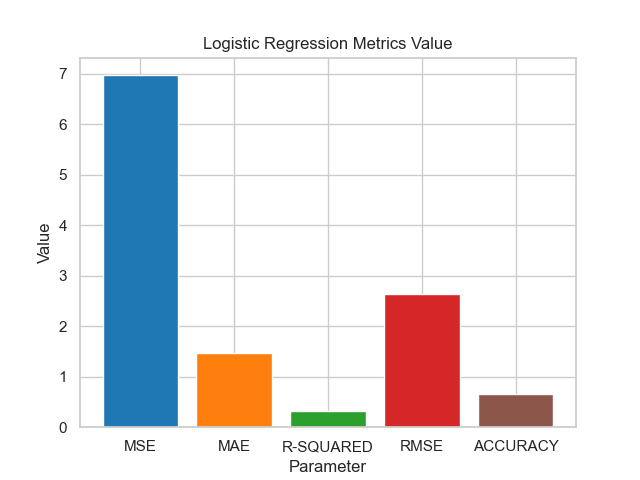 Logistic Regression Metrics Value
7
6
5
4
3
2
1
0
Value
MSE MAE R-SQUARED RMSE ACCURACY
Parameter